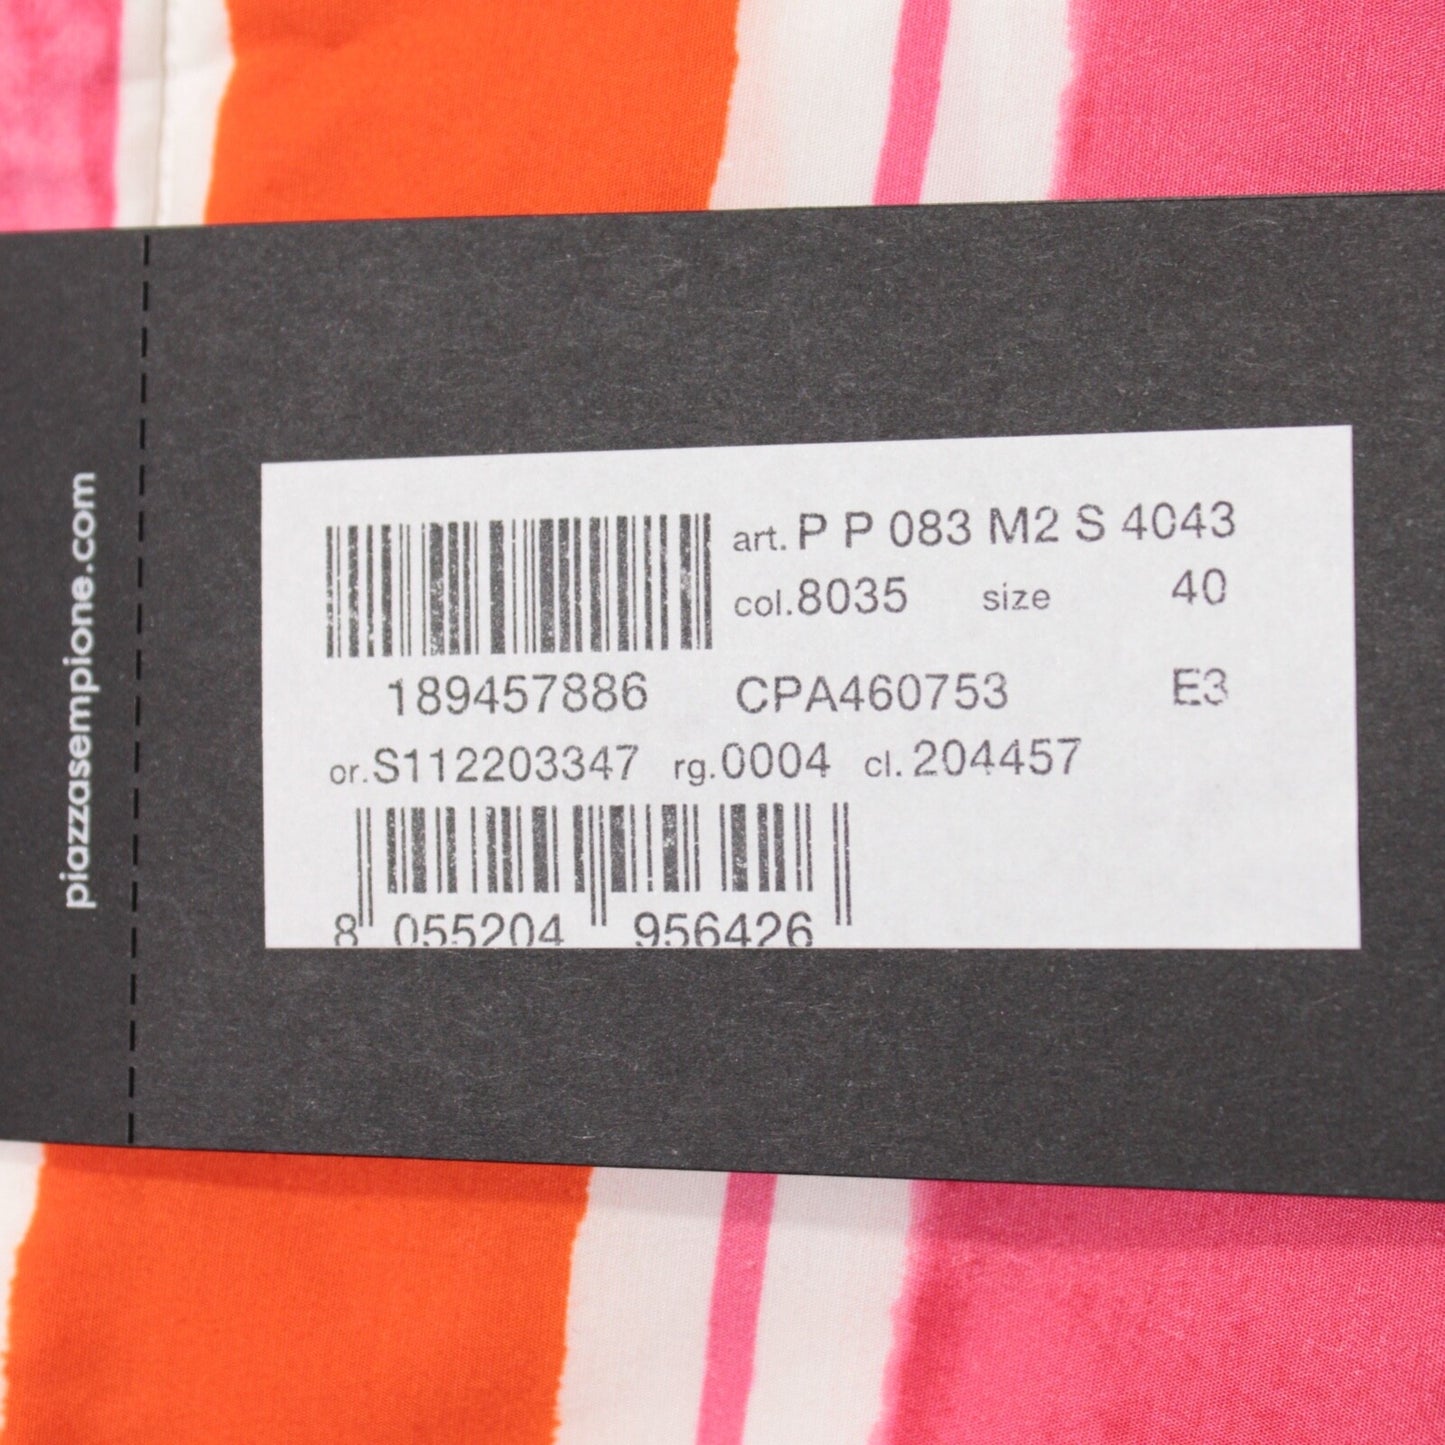 piazzasempione.com
art. P P 083 M2 S 4043
col. 8035 size 40
189457886 CPA460753 E3
or. S112203347 rg. 0004 cl. 204457
8 055204 956426